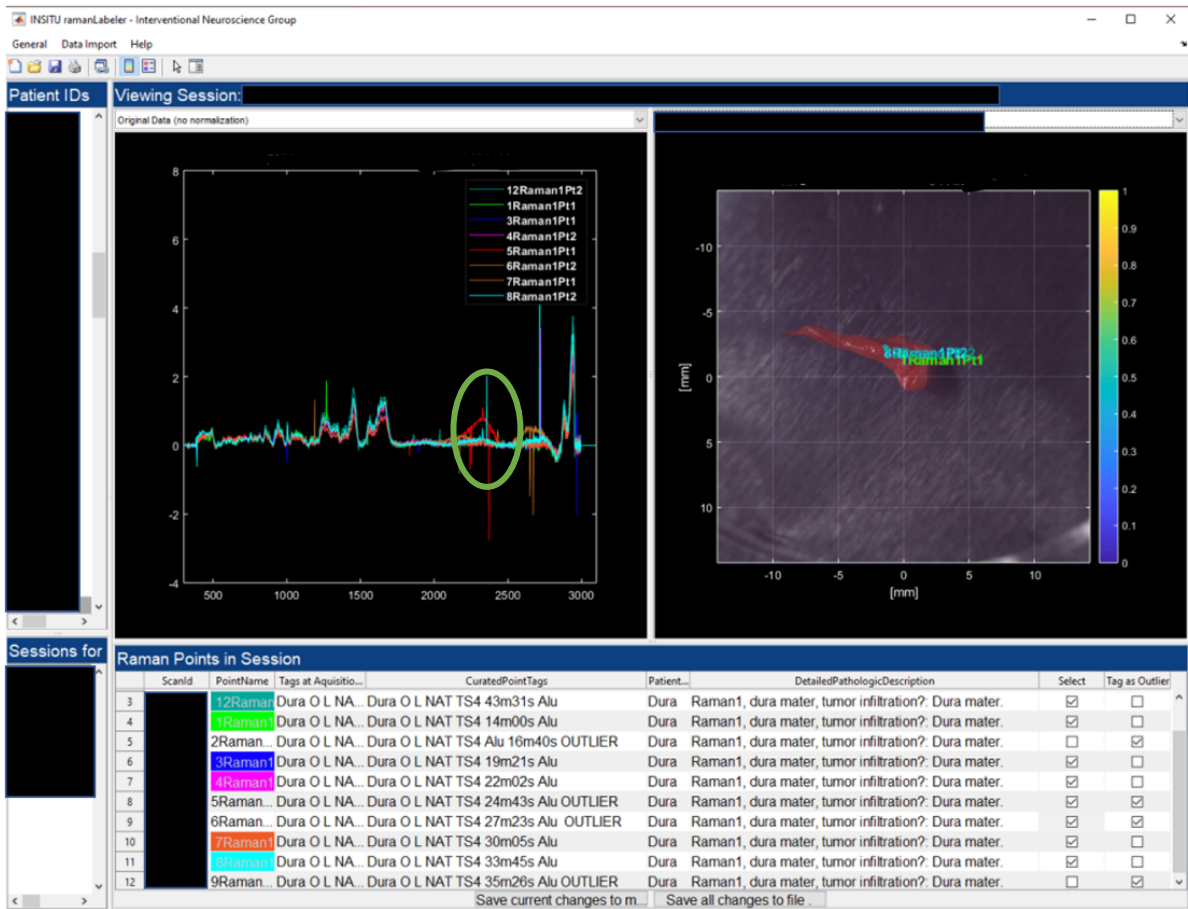 INSITU ramanLabeler - Interventional Neuroscience Group
General Data Import Help
Patient IDs
Viewing Session:
Original Data (no normalization)
8
6
4
2
0
-2
-4
500 1000 1500 2000 2500 3000
12Raman1Pt2
1Raman1Pt1
3Raman1Pt1
4Raman1Pt2
5Raman1Pt1
6Raman1Pt2
7Raman1Pt1
8Raman1Pt2
-10
-5
0
5
10
[mm]
-10 -5 0 5 10
[mm]
8Raman1Pt22
1Raman1Pt1
1
0.9
0.8
0.7
0.6
0.5
0.4
0.3
0.2
0.1
0
Sessions for
Raman Points in Session
ScanId PointName Tags at Aquisitio... CuratedPointTags Patient... DetailedPathologicDescription Select Tag as Outlier
3 12Raman Dura O L NA... Dura O L NAT TS4 43m31s Alu Dura Raman1, dura mater, tumor infiltration?: Dura mater.
4 1Raman1 Dura O L NA... Dura O L NAT TS4 14m00s Alu Dura Raman1, dura mater, tumor infiltration?: Dura mater.
5 2Raman... Dura O L NA... Dura O L NAT TS4 Alu 16m40s OUTLIER Dura Raman1, dura mater, tumor infiltration?: Dura mater.
6 3Raman1 Dura O L NA... Dura O L NAT TS4 19m21s Alu Dura Raman1, dura mater, tumor infiltration?: Dura mater.
7 4Raman1 Dura O L NA... Dura O L NAT TS4 22m02s Alu Dura Raman1, dura mater, tumor infiltration?: Dura mater.
8 5Raman... Dura O L NA... Dura O L NAT TS4 24m43s Alu OUTLIER Dura Raman1, dura mater, tumor infiltration?: Dura mater.
9 6Raman... Dura O L NA... Dura O L NAT TS4 27m23s Alu OUTLIER Dura Raman1, dura mater, tumor infiltration?: Dura mater.
10 7Raman1 Dura O L NA... Dura O L NAT TS4 30m05s Alu Dura Raman1, dura mater, tumor infiltration?: Dura mater.
11 8Raman1 Dura O L NA... Dura O L NAT TS4 33m45s Alu Dura Raman1, dura mater, tumor infiltration?: Dura mater.
12 9Raman... Dura O L NA... Dura O L NAT TS4 35m26s Alu OUTLIER Dura Raman1, dura mater, tumor infiltration?: Dura mater.
Save current changes to m... Save all changes to file .